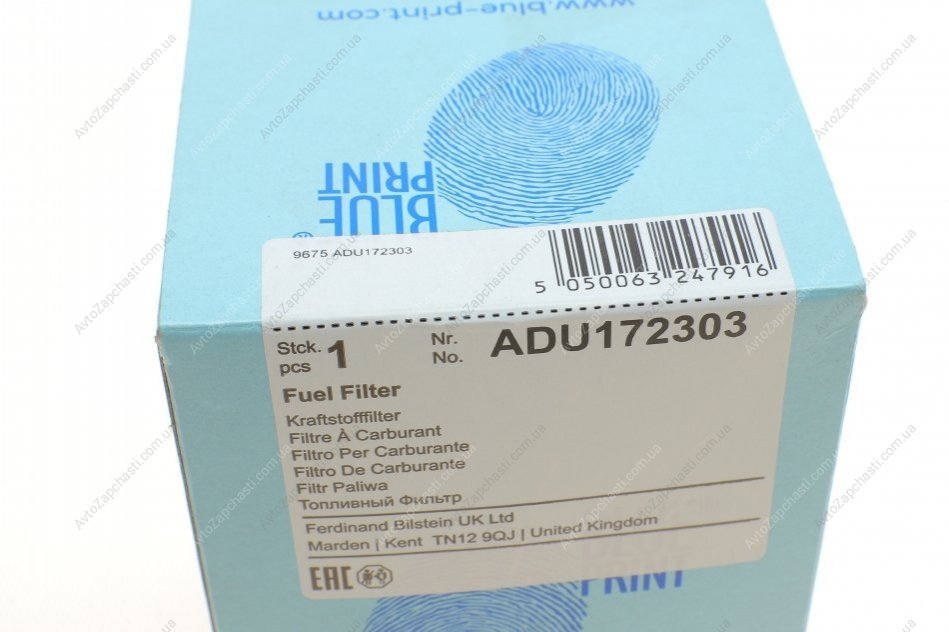 www.blue-print.com
BLUE
PRINT
®
9675 ADU172303
5 050063 247916
Stck. 1 Nr. ADU172303
pcs No.
Fuel Filter
Kraftstofffilter
Filtre À Carburant
Filtro Per Carburante
Filtro De Carburante
Filtr Paliwa
Топливный Фильтр
Ferdinand Bilstein UK Ltd
Marden | Kent TN12 9QJ | United Kingdom
BLUE
PRINT
EAC
AvtoZapchasti.com.ua